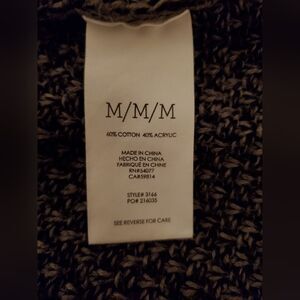 M/M/M
60% COTTON 40% ACRYLIC
MADE IN CHINA
HECHO EN CHINA
FABRIQUÉ EN CHINE
RN#54077
CA#59814
STYLE# 3166
PO# 216035
SEE REVERSE FOR CARE